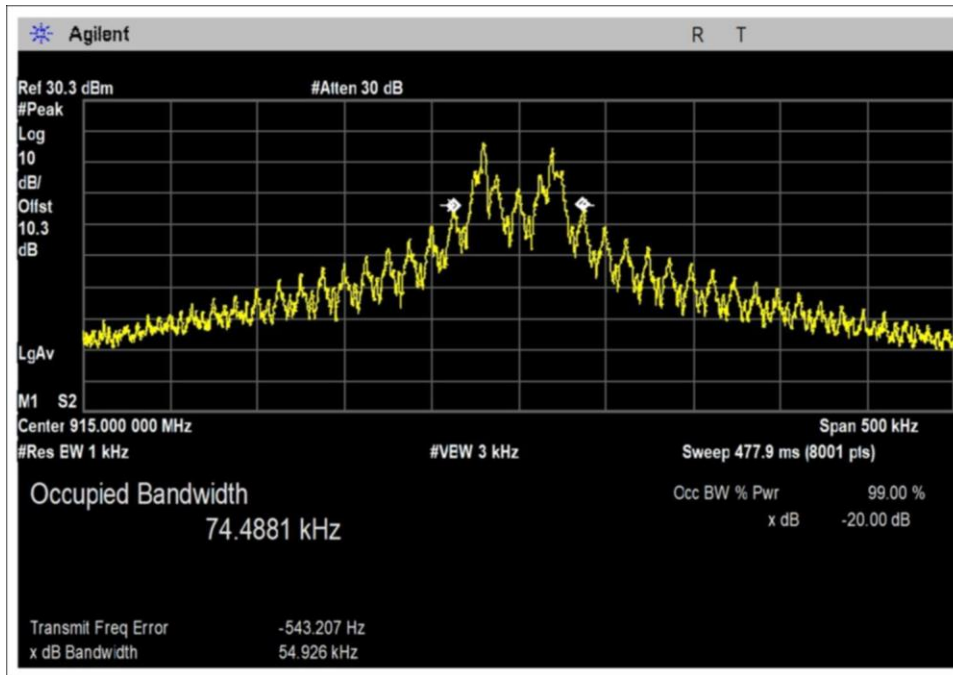 Agilent R T
Ref 30.3 dBm #Atten 30 dB
#Peak
Log
10
dB/
Offst
10.3
dB
LgAv
M1 S2
Center 915.000 000 MHz Span 500 kHz
#Res BW 1 kHz #VBW 3 kHz Sweep 477.9 ms (8001 pts)
Occupied Bandwidth
74.4881 kHz
Occ BW % Pwr 99.00 %
x dB -20.00 dB
Transmit Freq Error -543.207 Hz
x dB Bandwidth 54.926 kHz